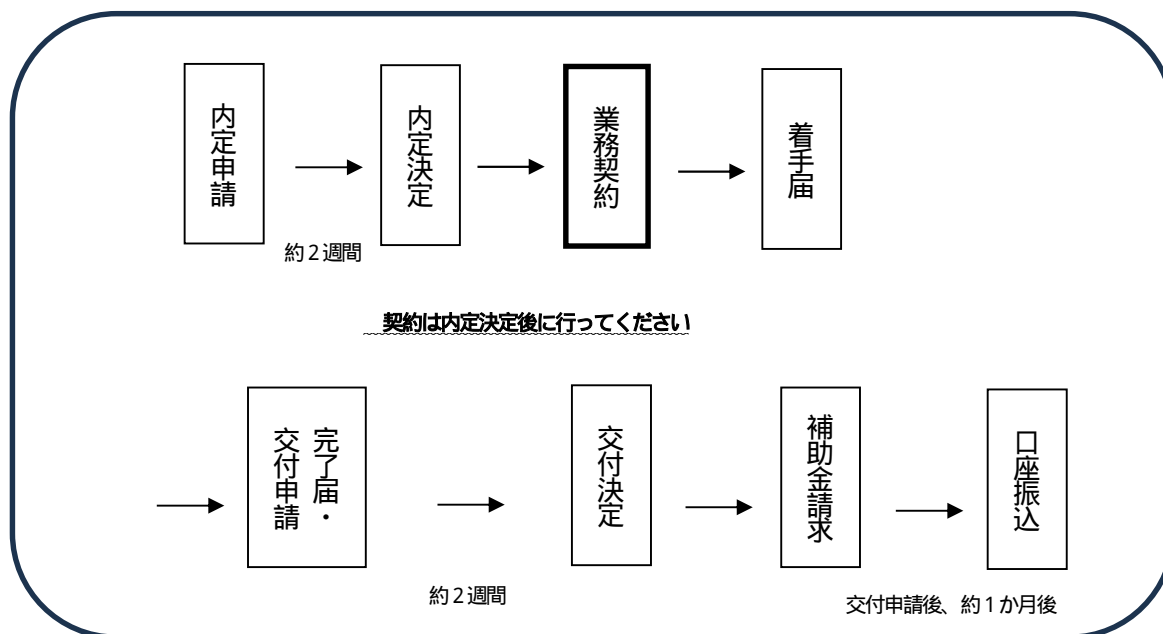 内定申請
内定決定
業務契約
着手届
約２週間
契約は内定決定後に行ってください
完了届・
交付申請
交付決定
補助金請求
口座振込
約２週間
交付申請後、約１か月後